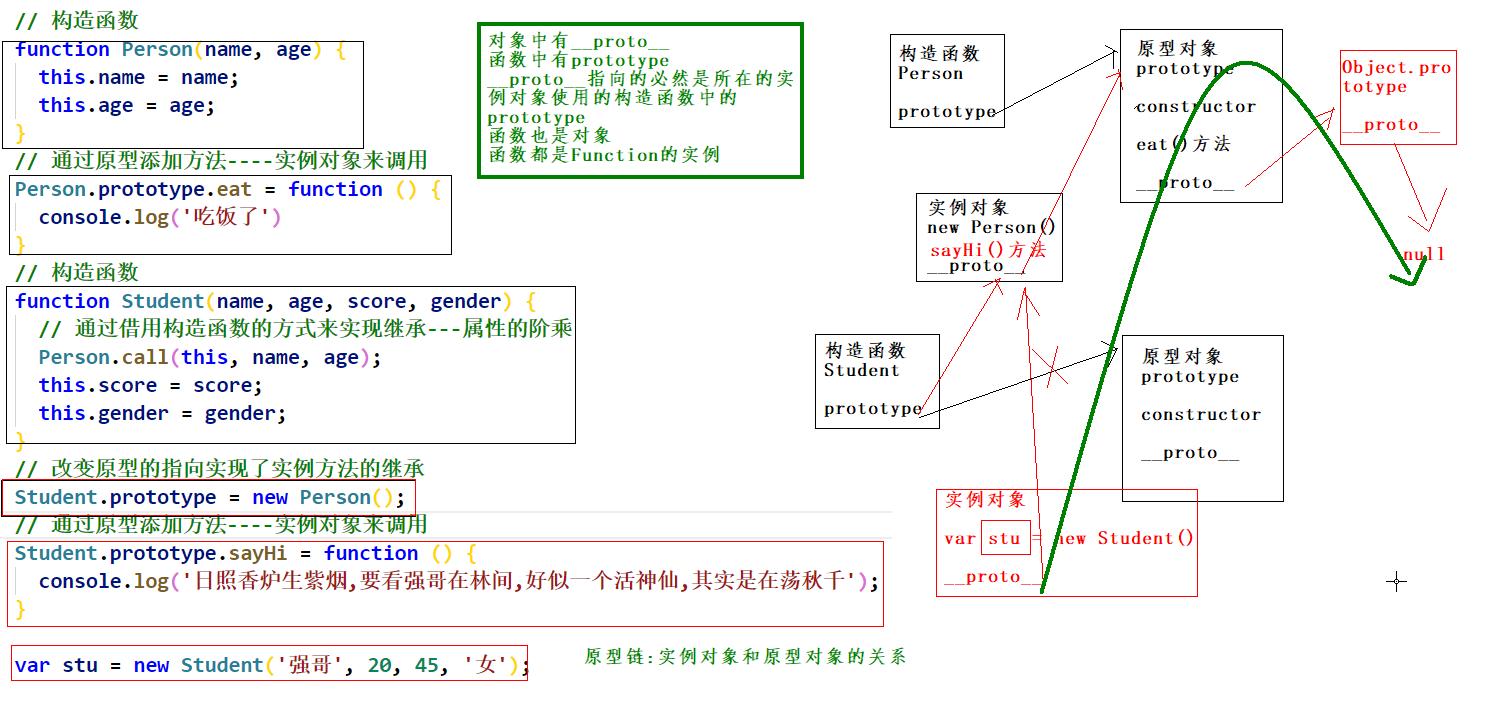 // 构造函数
function Person(name, age) {
this.name = name;
this.age = age;
}
// 通过原型添加方法----实例对象来调用
Person.prototype.eat = function () {
console.log('吃饭了')
}
// 构造函数
function Student(name, age, score, gender) {
// 通过借用构造函数的方式来实现继承---属性的阶乘
Person.call(this, name, age);
this.score = score;
this.gender = gender;
}
// 改变原型的指向实现了实例方法的继承
Student.prototype = new Person();
// 通过原型添加方法----实例对象来调用
Student.prototype.sayHi = function () {
console.log('日照香炉生紫烟,要看强哥在林间,好似一个活神仙,其实是在荡秋千');
}
var stu = new Student('强哥', 20, 45, '女');
对象中有__proto__
函数中有prototype
__proto__指向的必然是所在的实
例对象使用的构造函数中的
prototype
函数也是对象
函数都是Function的实例
构造函数
Person
prototype
原型对象
prototype
constructor
eat()方法
__proto__
Object.pro
totype
__proto__
null
实例对象
new Person()
sayHi()方法
__proto__
构造函数
Student
prototype
原型对象
prototype
constructor
__proto__
实例对象
var stu = new Student()
__proto__
原型链:实例对象和原型对象的关系